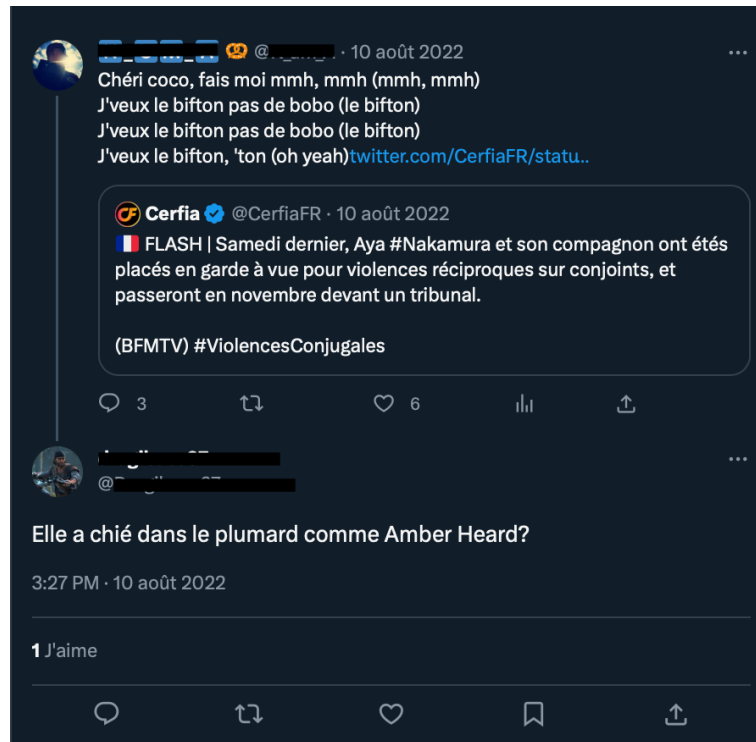 · 10 août 2022
Chéri coco, fais moi mmh, mmh (mmh, mmh)
J'veux le bifton pas de bobo (le bifton)
J'veux le bifton pas de bobo (le bifton)
J'veux le bifton, 'ton (oh yeah)twitter.com/CerfiaFR/statu..
Cerfia @CerfiaFR · 10 août 2022
🇫🇷 FLASH | Samedi dernier, Aya #Nakamura et son compagnon ont étés
placés en garde à vue pour violences réciproques sur conjoints, et
passeront en novembre devant un tribunal.
(BFMTV) #ViolencesConjugales
3 6
Elle a chié dans le plumard comme Amber Heard?
3:27 PM · 10 août 2022
1 J'aime